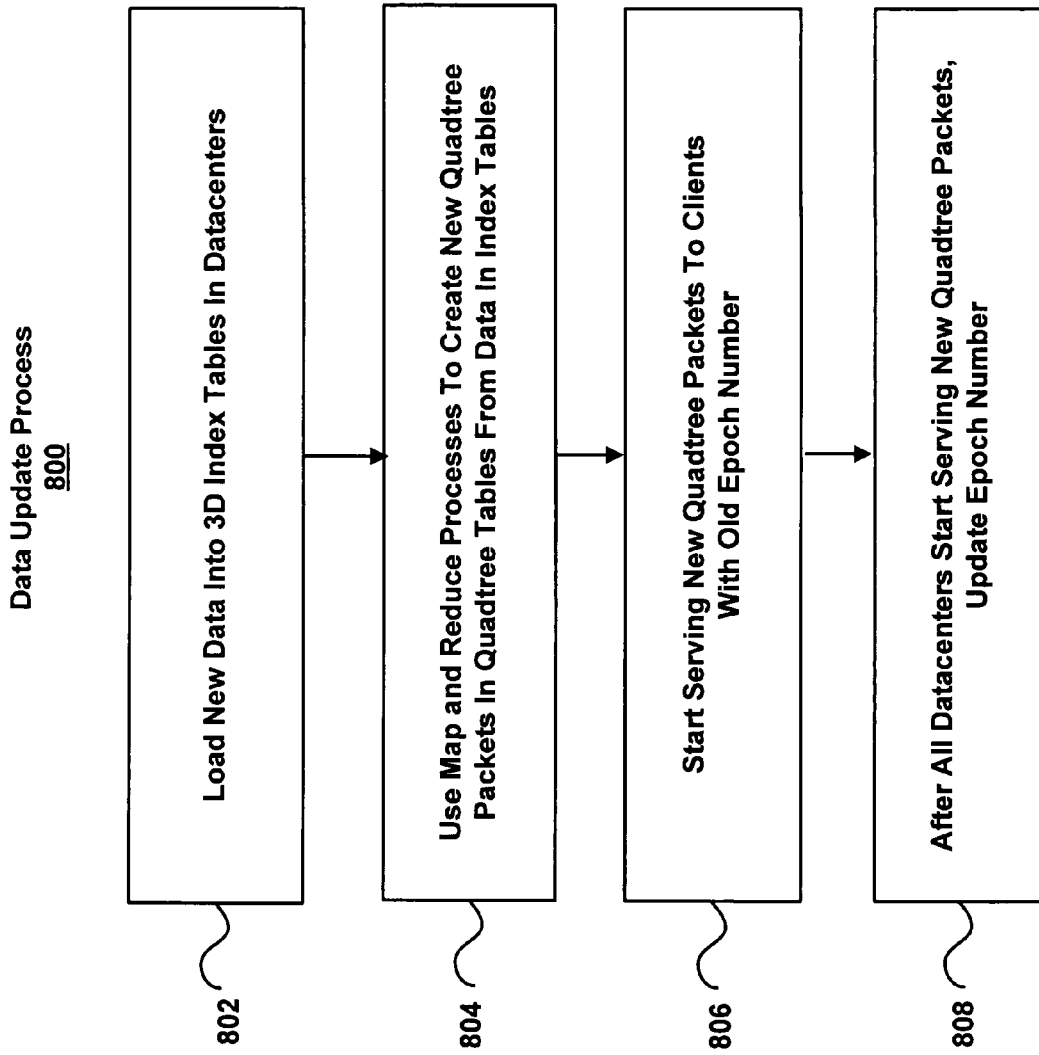 Data Update Process
800
802
Load New Data Into 3D Index Tables In Datacenters
804
Use Map and Reduce Processes To Create New Quadtree
Packets In Quadtree Tables From Data In Index Tables
806
Start Serving New Quadtree Packets To Clients
With Old Epoch Number
808
After All Datacenters Start Serving New Quadtree Packets,
Update Epoch Number